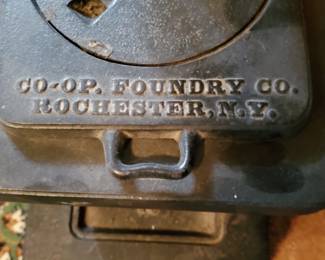 CO-OP. FOUNDRY CO.
ROCHESTER, N.Y.